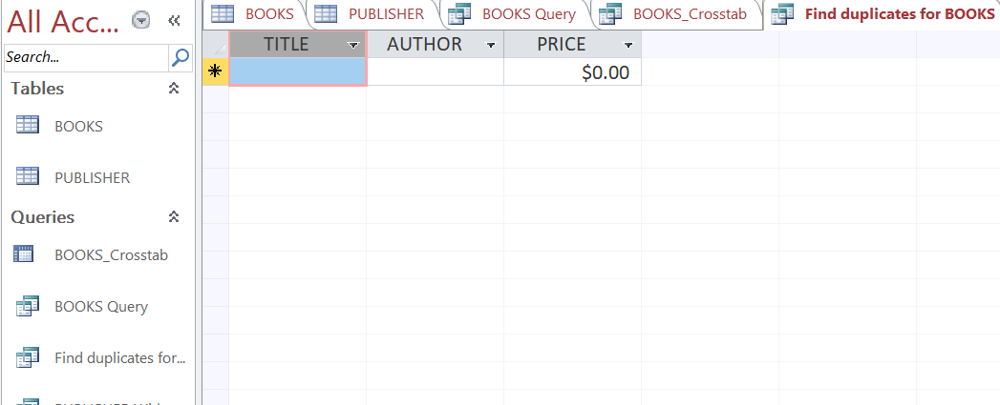 All Acc...
Search...
Tables
BOOKS
PUBLISHER
Queries
BOOKS_Crosstab
BOOKS Query
Find duplicates for...
BOOKS
PUBLISHER
BOOKS Query
BOOKS_Crosstab
Find duplicates for BOOKS
TITLE AUTHOR PRICE
$0.00